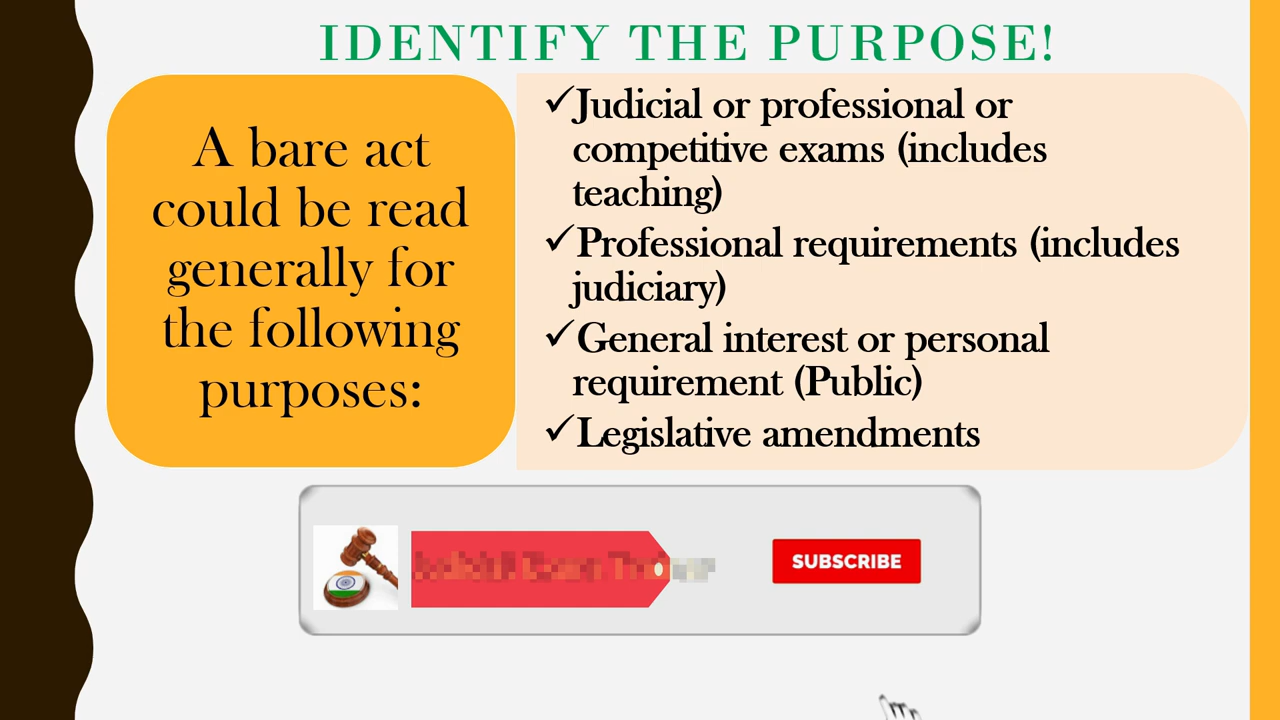 IDENTIFY THE PURPOSE!
A bare act
could be read
generally for
the following
purposes:
✓Judicial or professional or
competitive exams (includes
teaching)
✓Professional requirements (includes
judiciary)
✓General interest or personal
requirement (Public)
✓Legislative amendments
SUBSCRIBE